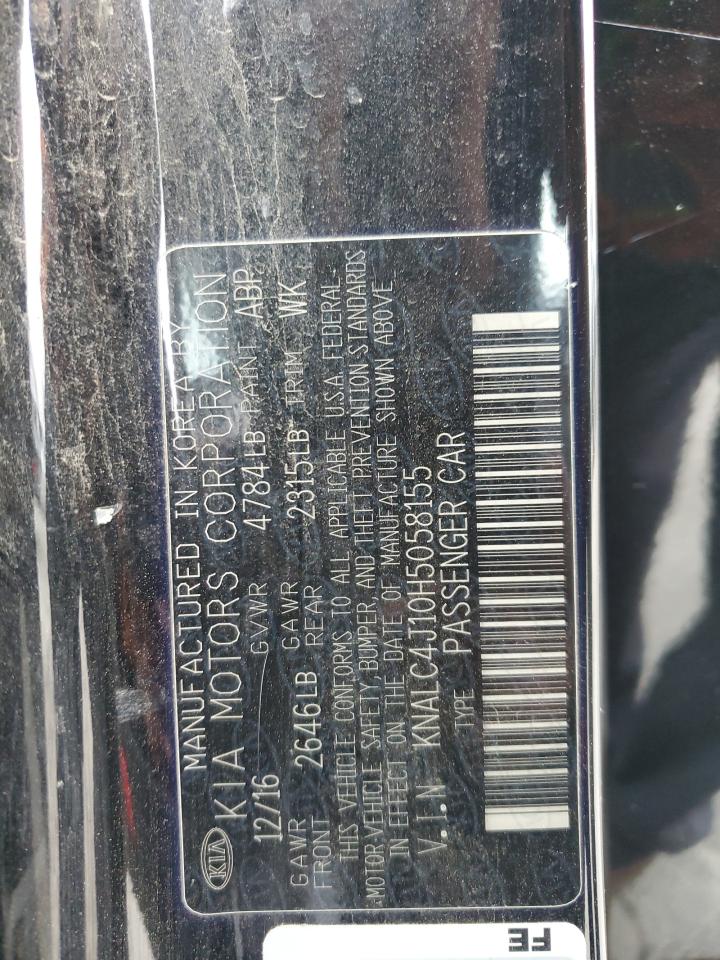 KIA
MANUFACTURED IN KOREA BY
KIA MOTORS CORPORATION
12/16 GVWR 4784LB PAINT ABP
GAWR FRONT 2646LB GAWR REAR 2315LB TRIM WK
THIS VEHICLE CONFORMS TO ALL APPLICABLE U.S.A. FEDERAL
MOTOR VEHICLE SAFETY, BUMPER, AND THEFT PREVENTION STANDARDS
IN EFFECT ON THE DATE OF MANUFACTURE SHOWN ABOVE
V.I.N KNALC4J10H5058155
TYPE PASSENGER CAR
FE